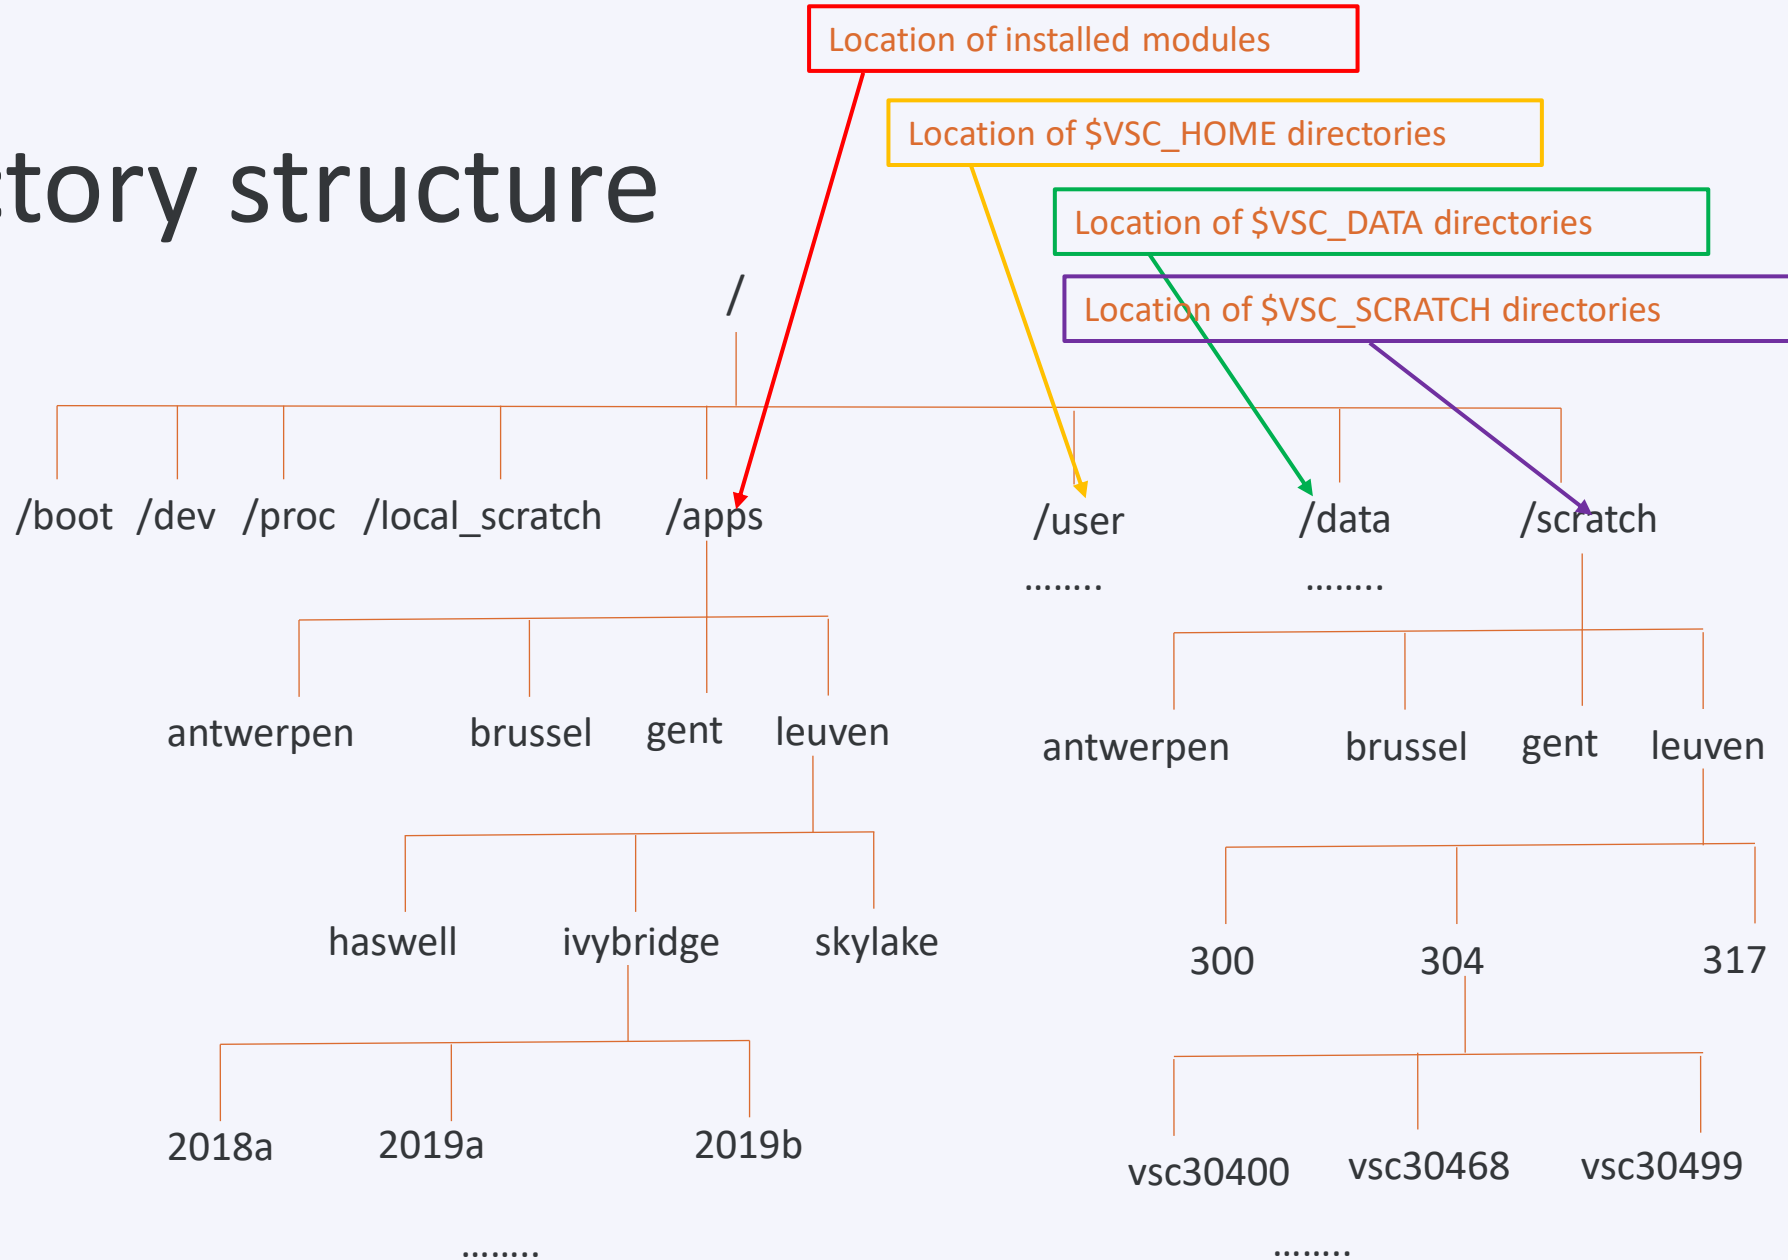 Location of installed modules
Location of $VSC_HOME directories
ctory structure
Location of $VSC_DATA directories
Location of $VSC_SCRATCH directories
/
/boot /dev /proc /local_scratch /apps /user /data /scratch
........ ........
antwerpen brussel gent leuven antwerpen brussel gent leuven
haswell ivybridge skylake 300 304 317
2018a 2019a 2019b vsc30400 vsc30468 vsc30499
........ ........